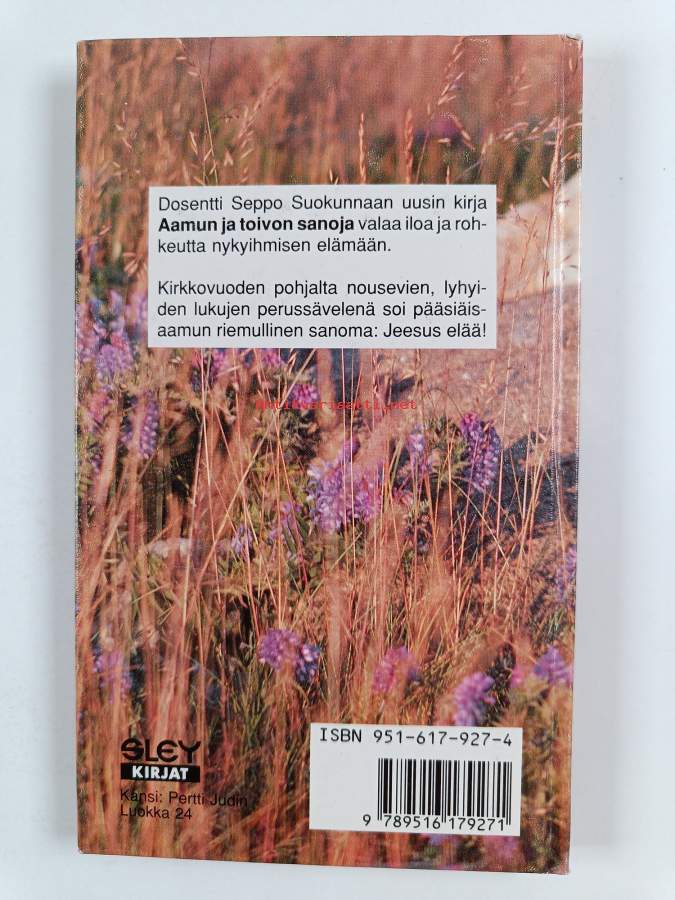 Dosentti Seppo Suokunnaan uusin kirja
Aamun ja toivon sanoja valaa iloa ja roh-
keutta nykyihmisen elämään.
Kirkkovuoden pohjalta nousevien, lyhyi-
den lukujen perussävelenä soi pääsiäis-
aamun riemullinen sanoma: Jeesus elää!
Antikvariaatti.net
ISBN 951-617-927-4
SLEY
KIRJAT
Kansi: Pertti Judin
Luokka 24
9 789516 179271